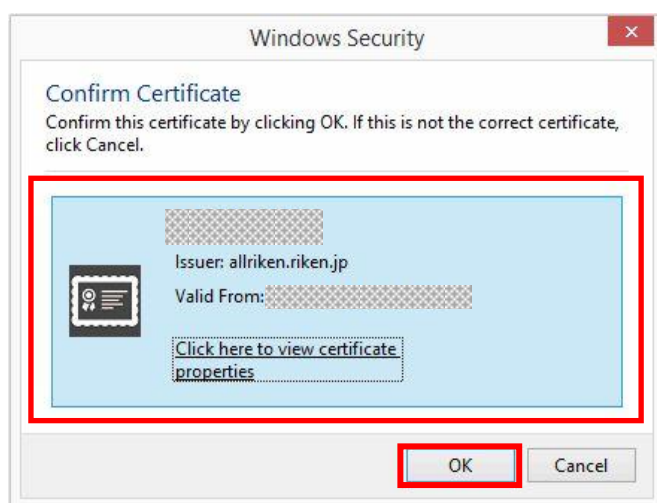 Windows Security
Confirm Certificate
Confirm this certificate by clicking OK. If this is not the correct certificate,
click Cancel.
Issuer: allriken.riken.jp
Valid From:
Click here to view certificate
properties
OK
Cancel